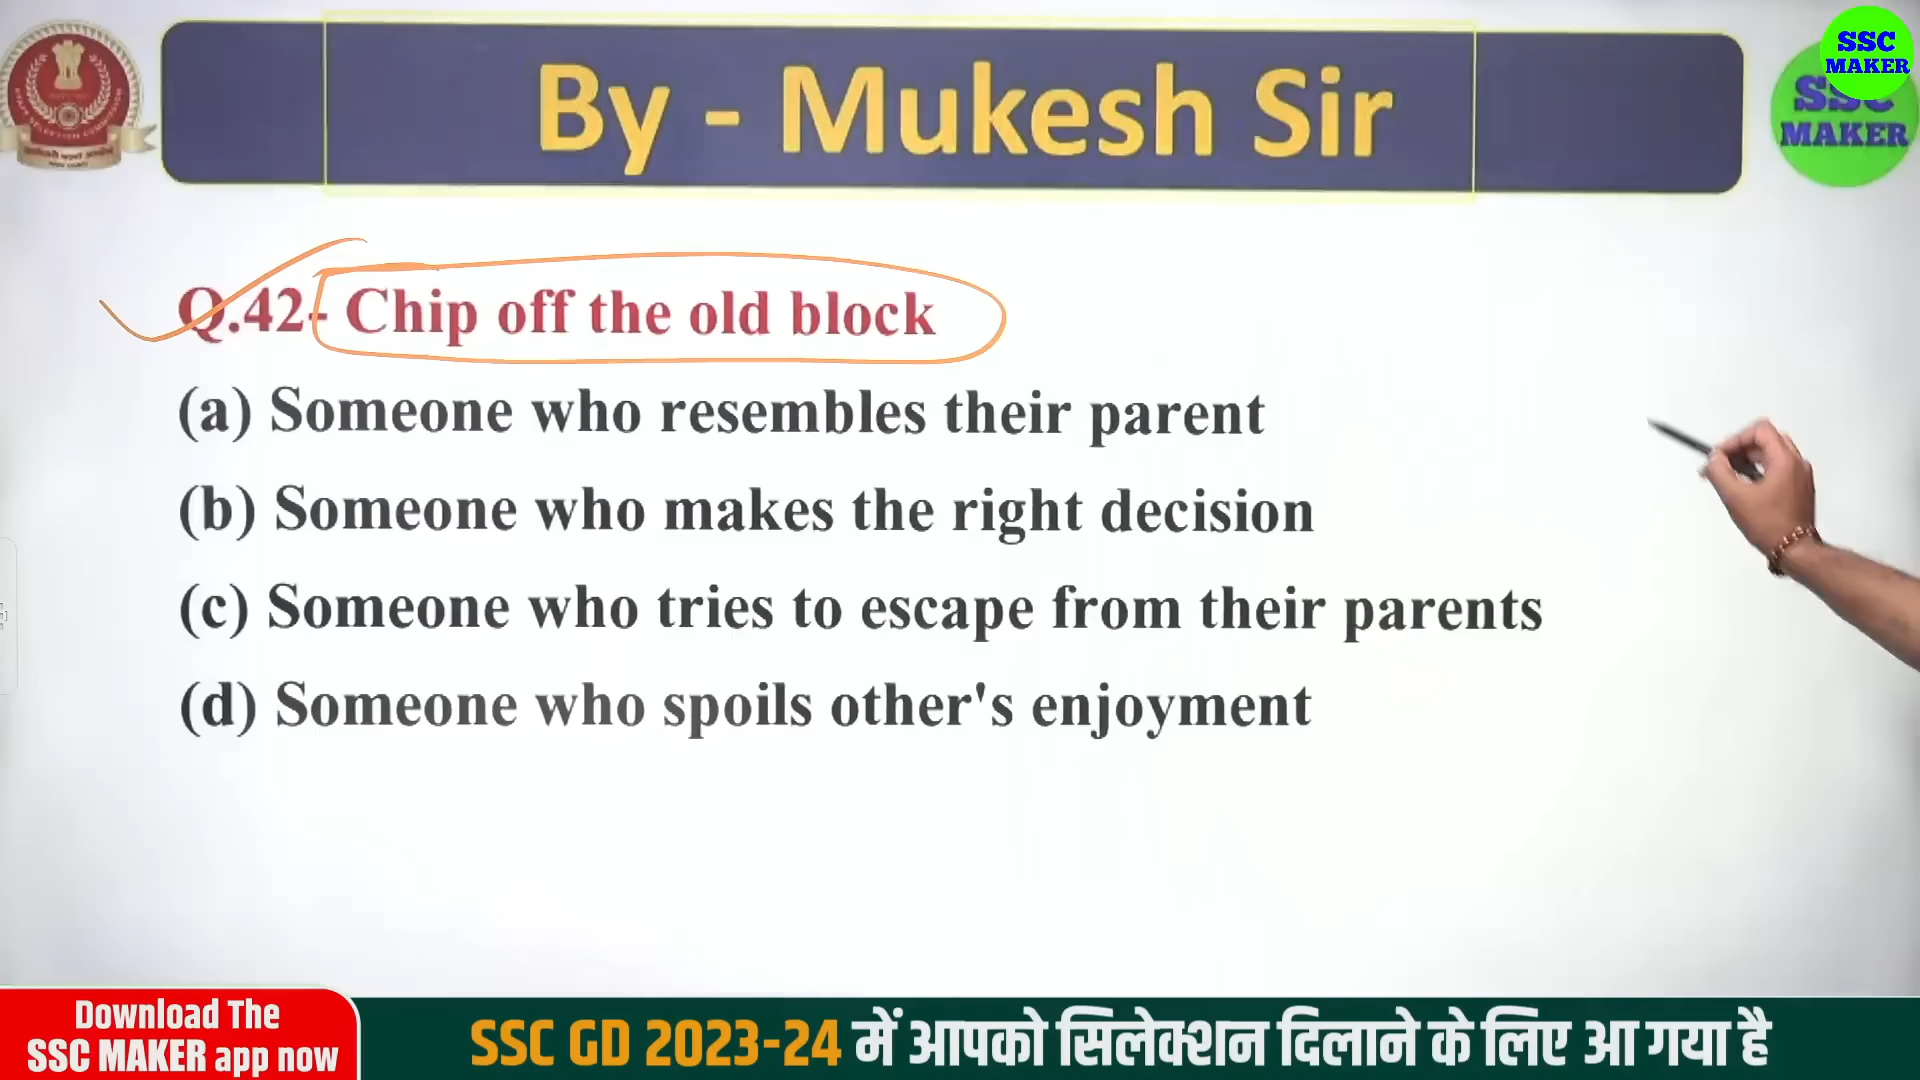 By - Mukesh Sir
SSC
MAKER
SSC
MAKER
Q.42- Chip off the old block
(a) Someone who resembles their parent
(b) Someone who makes the right decision
(c) Someone who tries to escape from their parents
(d) Someone who spoils other's enjoyment
Download The
SSC MAKER app now
SSC GD 2023-24 में आपको सिलेक्शन दिलाने के लिए आ गया है